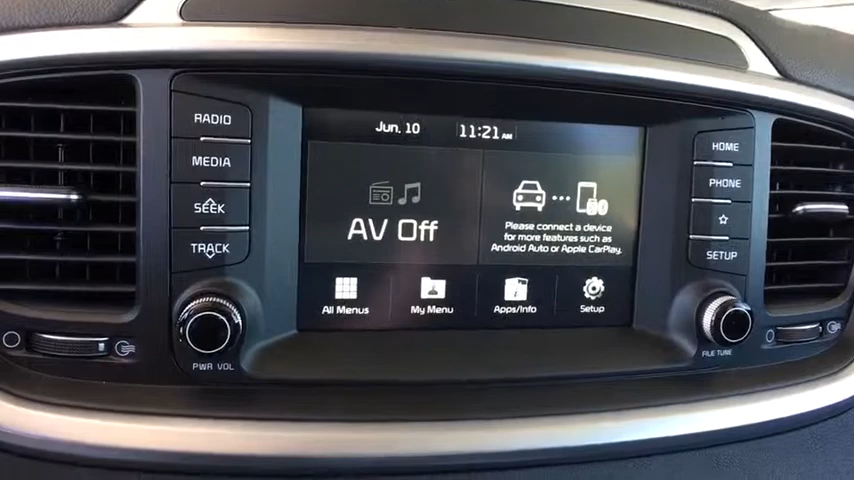 RADIO
MEDIA
SEEK
TRACK
PWR VOL
Jun. 10
11:21 AM
AV Off
Please connect a device
for more features such as
Android Auto or Apple CarPlay.
All Menus
My Menu
Apps/Info
Setup
HOME
PHONE
SETUP
FILE TUNE